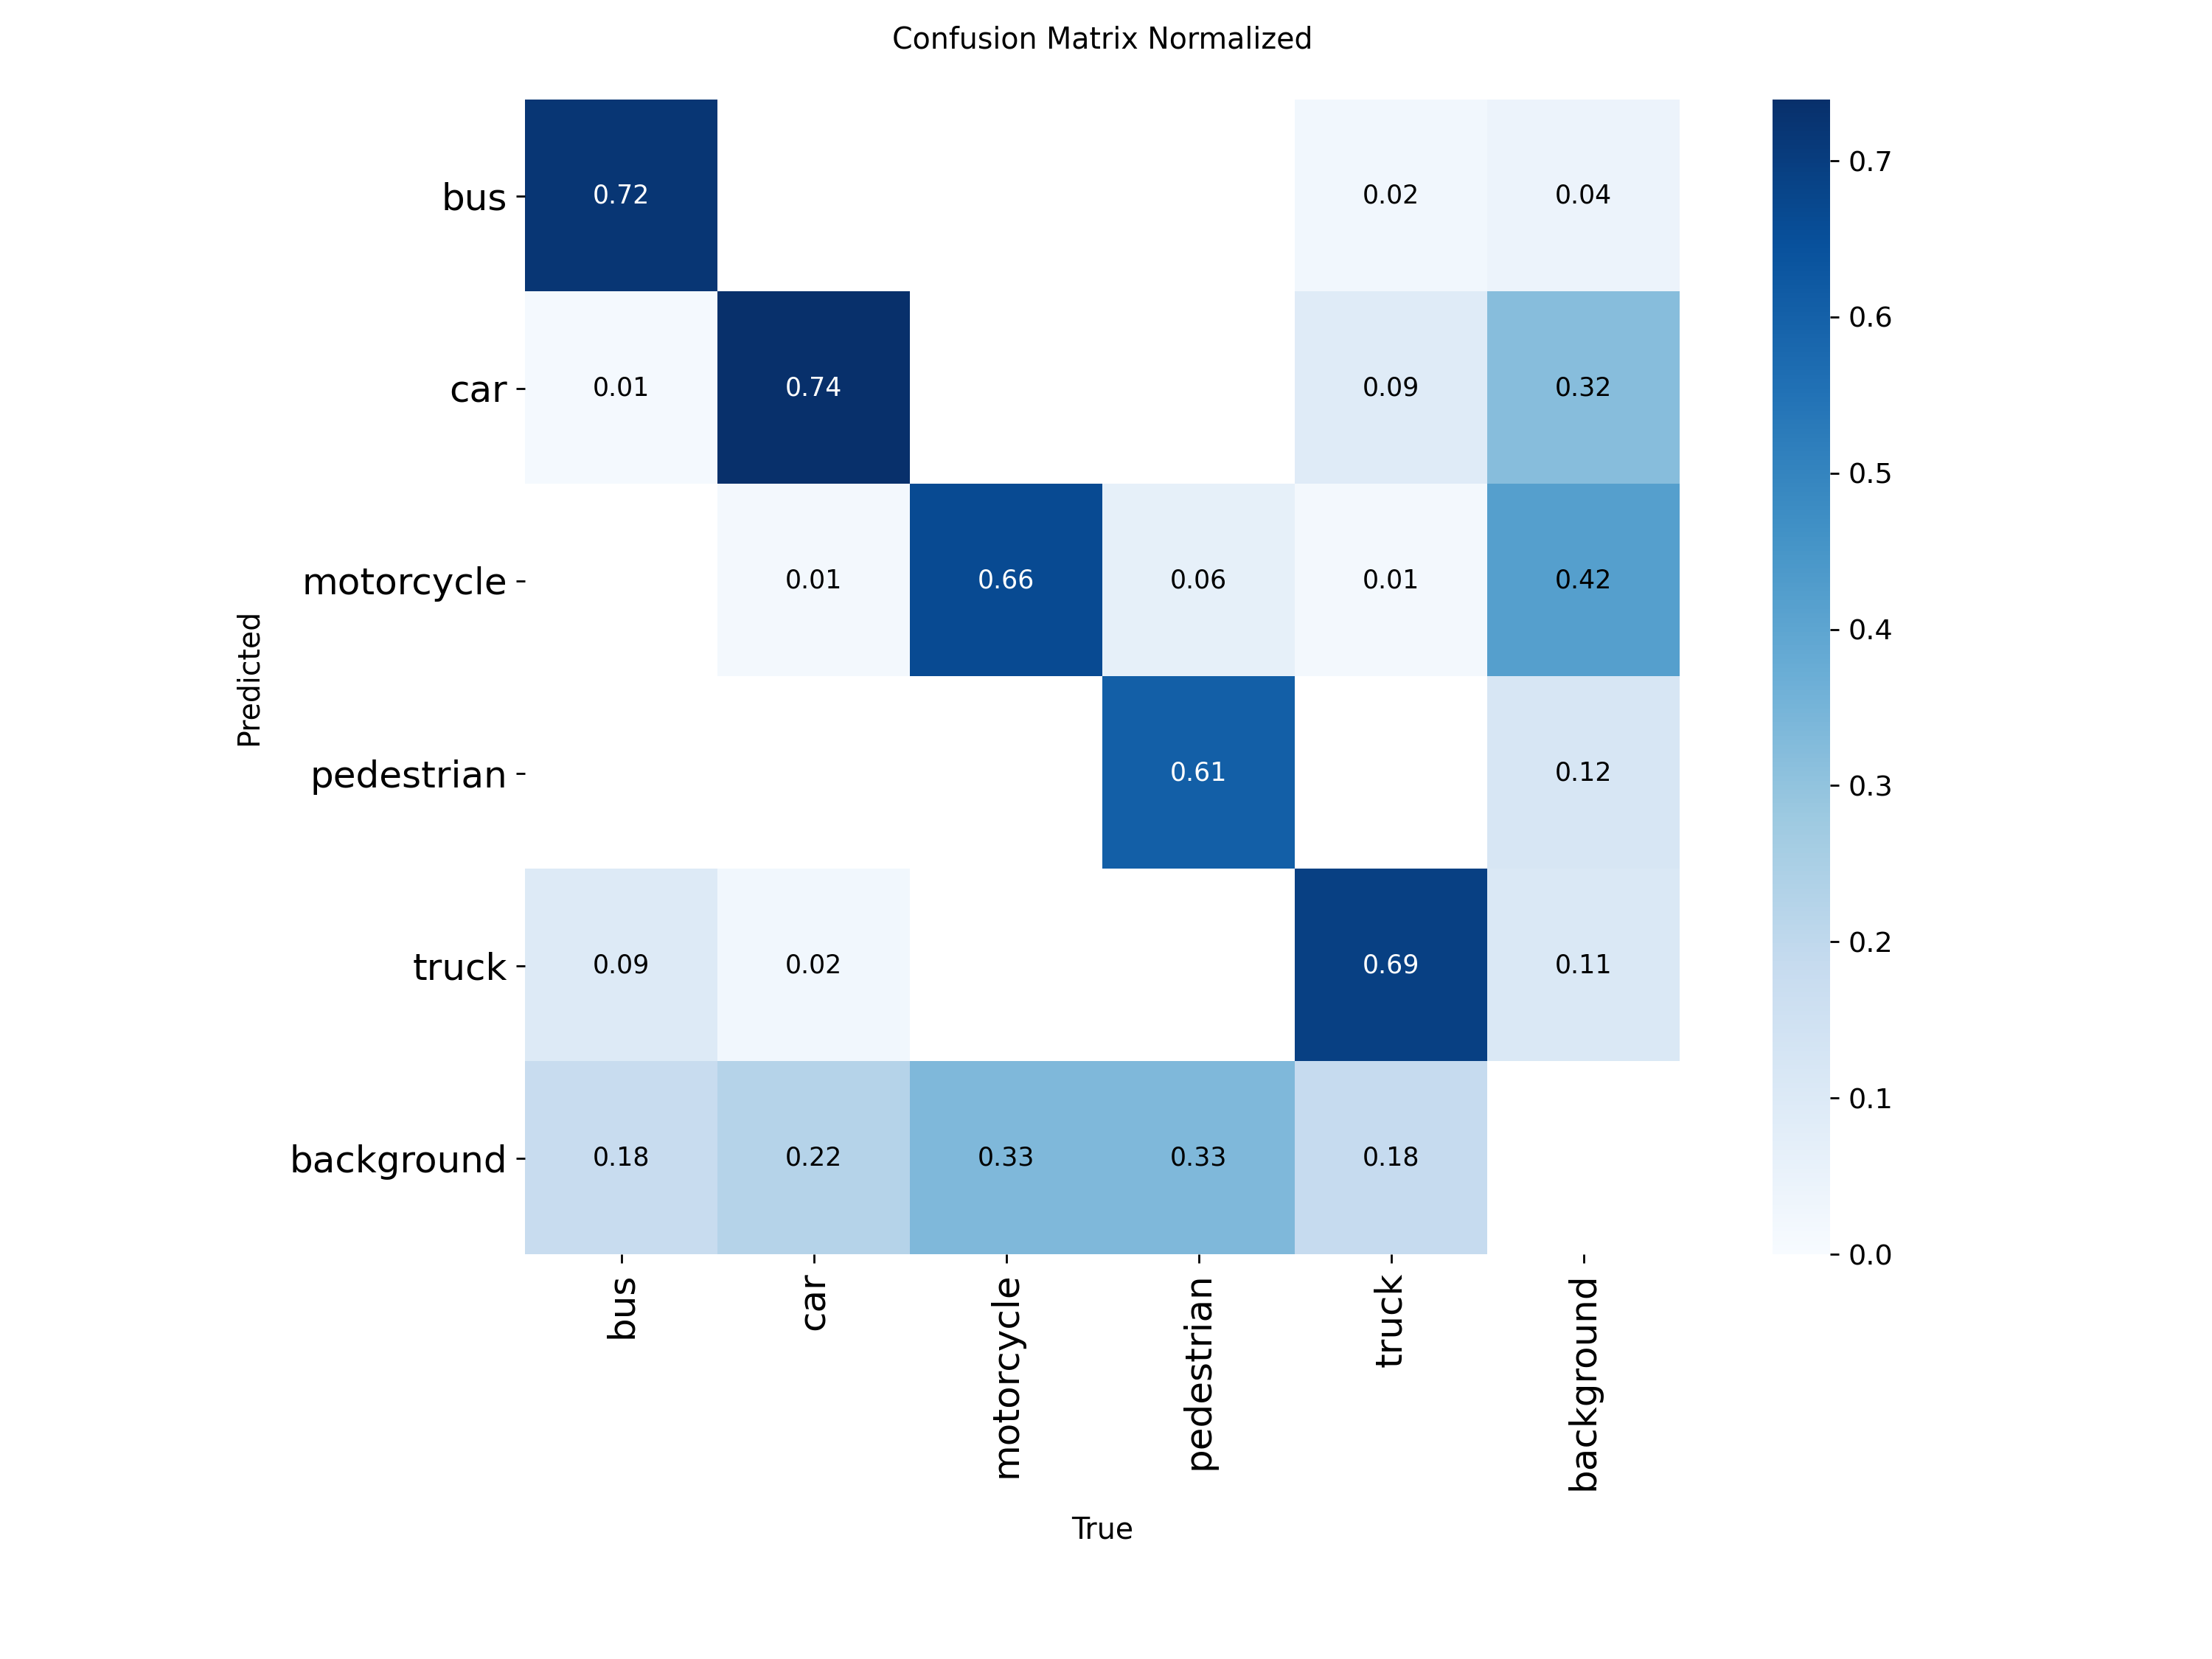 Confusion Matrix Normalized
bus 0.72 0.02 0.04
car 0.01 0.74 0.09 0.32
motorcycle 0.01 0.66 0.06 0.01 0.42
pedestrian 0.61 0.12
truck 0.09 0.02 0.69 0.11
background 0.18 0.22 0.33 0.33 0.18
Predicted
bus car motorcycle pedestrian truck background
True
0.7
0.6
0.5
0.4
0.3
0.2
0.1
0.0